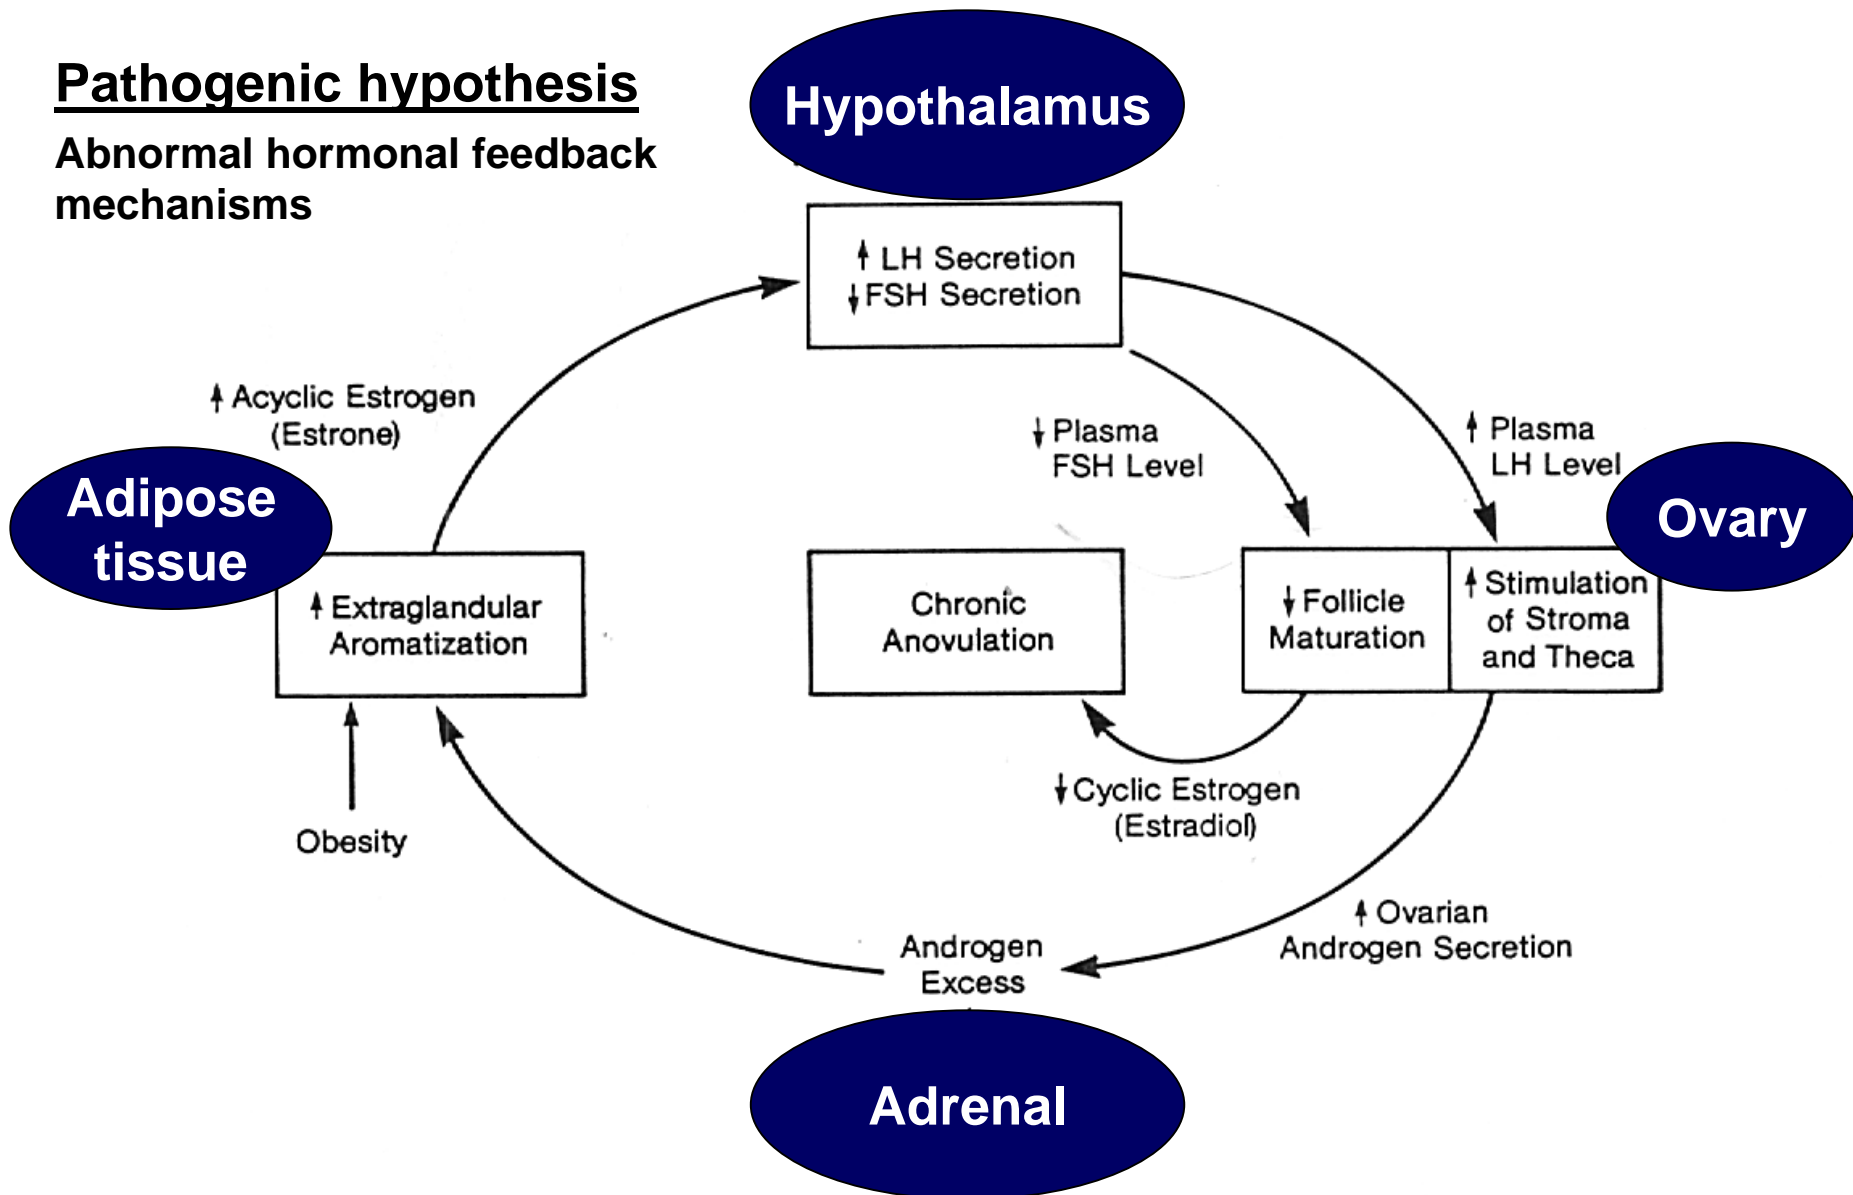 Pathogenic hypothesis
Abnormal hormonal feedback
mechanisms
Hypothalamus
↑ LH Secretion
↓ FSH Secretion
↑ Acyclic Estrogen
(Estrone)
↓ Plasma
FSH Level
↑ Plasma
LH Level
Adipose
tissue
Ovary
↑ Extraglandular
Aromatization
Chronic
Anovulation
↓ Follicle
Maturation
↑ Stimulation
of Stroma
and Theca
Obesity
↓ Cyclic Estrogen
(Estradiol)
↑ Ovarian
Androgen Secretion
Androgen
Excess
Adrenal